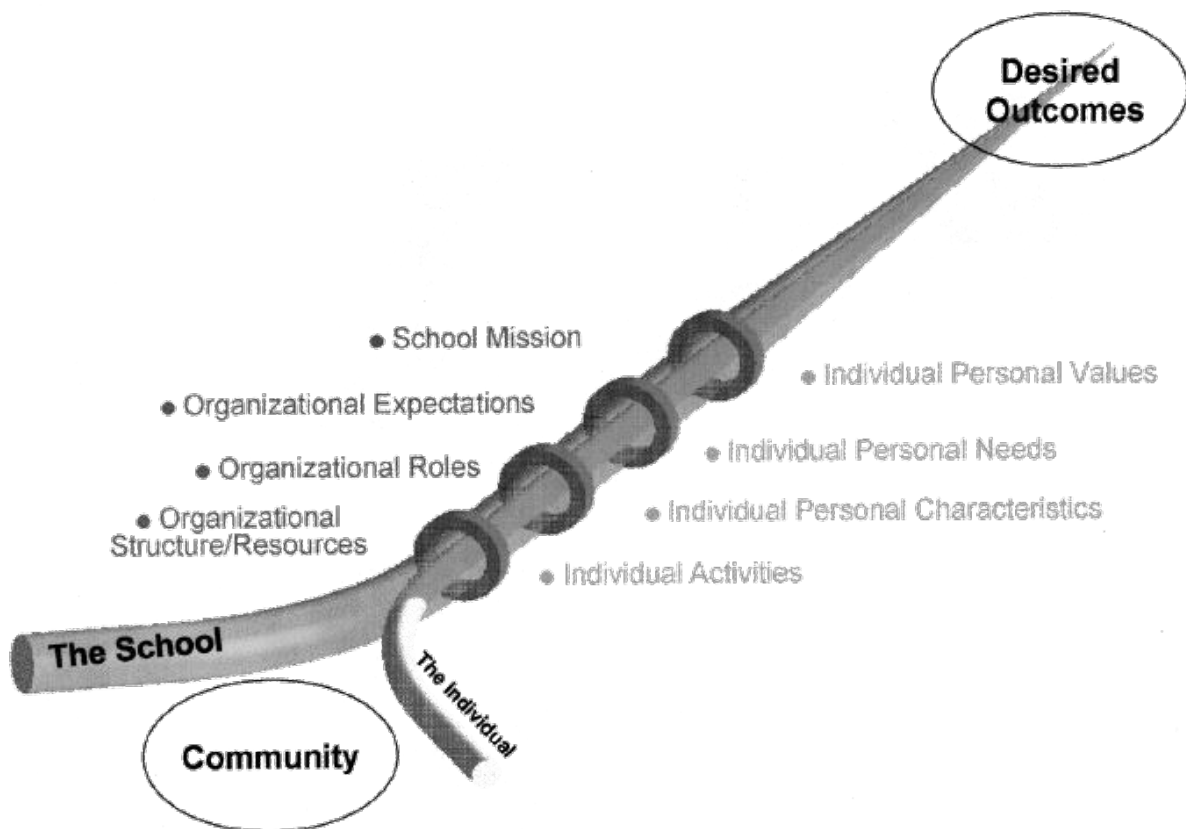 Desired
Outcomes
• School Mission
• Individual Personal Values
• Organizational Expectations
• Individual Personal Needs
• Organizational Roles
• Individual Personal Characteristics
• Organizational
Structure/Resources
• Individual Activities
The School
The Individual
Community